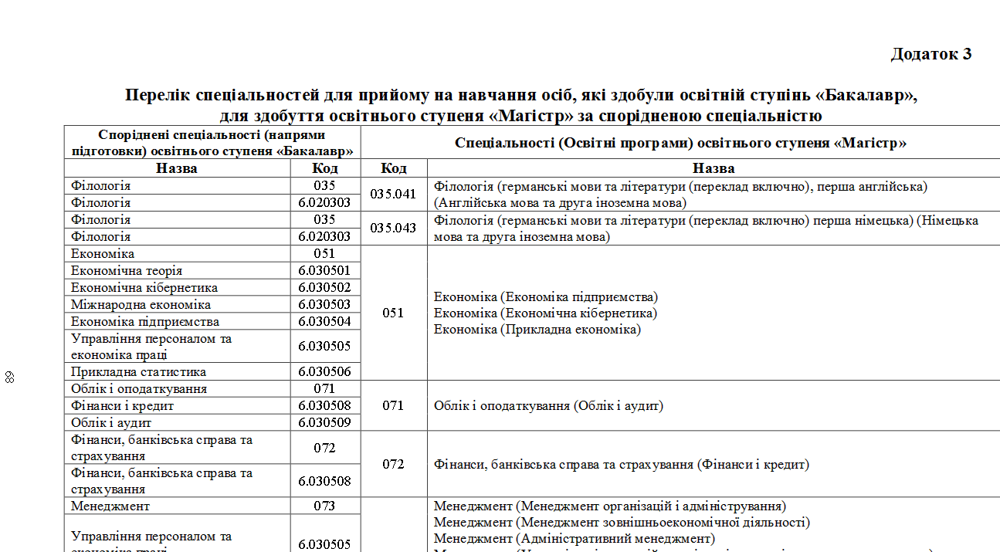 Додаток 3
Перелік спеціальностей для прийому на навчання осіб, які здобули освітній ступінь «Бакалавр»,
для здобуття освітнього ступеня «Магістр» за спорідненою спеціальністю
Споріднені спеціальності (напрями
підготовки) освітнього ступеня «Бакалавр»
Спеціальності (Освітні програми) освітнього ступеня «Магістр»
Назва
Код
Код
Назва
Філологія
035
Філологія
6.020303
035.041
Філологія (германські мови та літератури (переклад включно), перша англійська)
(Англійська мова та друга іноземна мова)
Філологія
035
Філологія
6.020303
035.043
Філологія (германські мови та літератури (переклад включно) перша німецька) (Німецька
мова та друга іноземна мова)
Економіка
051
Економічна теорія
6.030501
Економічна кібернетика
6.030502
Міжнародна економіка
6.030503
Економіка підприємства
6.030504
Управління персоналом та
економіка праці
6.030505
Прикладна статистика
6.030506
051
Економіка (Економіка підприємства)
Економіка (Економічна кібернетика)
Економіка (Прикладна економіка)
Облік і оподаткування
071
Фінанси і кредит
6.030508
Облік і аудит
6.030509
071
Облік і оподаткування (Облік і аудит)
Фінанси, банківська справа та
страхування
072
Фінанси, банківська справа та
страхування
6.030508
072
Фінанси, банківська справа та страхування (Фінанси і кредит)
Менеджмент
073
Управління персоналом та
6.030505
Менеджмент (Менеджмент організацій і адміністрування)
Менеджмент (Менеджмент зовнішньоекономічної діяльності)
Менеджмент (Адміністративний менеджмент)
89